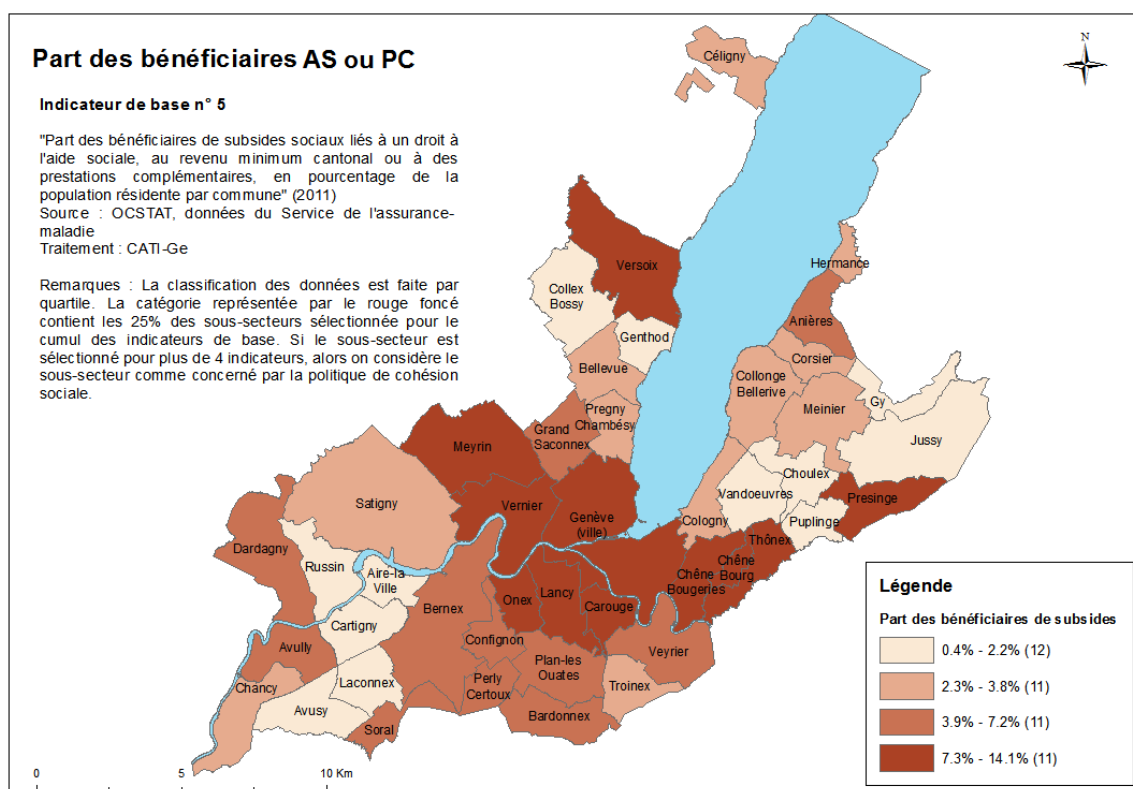 Part des bénéficiaires AS ou PC
Indicateur de base n° 5
"Part des bénéficiaires de subsides sociaux liés à un droit à
l'aide sociale, au revenu minimum cantonal ou à des
prestations complémentaires, en pourcentage de la
population résidente par commune" (2011)
Source : OCSTAT, données du Service de l'assurance-
maladie
Traitement : CATI-Ge
Remarques : La classification des données est faite par
quartile. La catégorie représentée par le rouge foncé
contient les 25% des sous-secteurs sélectionnée pour le
cumul des indicateurs de base. Si le sous-secteur est
sélectionné pour plus de 4 indicateurs, alors on considère le
sous-secteur comme concerné par la politique de cohésion
sociale.
N
Céligny
Versoix
Hermance
Collex
Bossy
Genthod
Anières
Bellevue
Corsier
Collonge
Bellerive
Gy
Meinier
Pregny
Chambésy
Grand
Saconnex
Jussy
Meyrin
Choulex
Vandoeuvres
Presinge
Satigny
Vernier
Genève
(ville)
Cologny
Puplinge
Thônex
Dardagny
Russin
Aire-la
Ville
Chêne
Bourg
Chêne
Bougeries
Bernex
Onex
Lancy
Carouge
Cartigny
Confignon
Avully
Veyrier
Plan-les
Ouates
Perly
Certoux
Laconnex
Troinex
Chancy
Avusy
Soral
Bardonnex
Légende
Part des bénéficiaires de subsides
0.4% - 2.2% (12)
2.3% - 3.8% (11)
3.9% - 7.2% (11)
7.3% - 14.1% (11)
0 5 10 Km